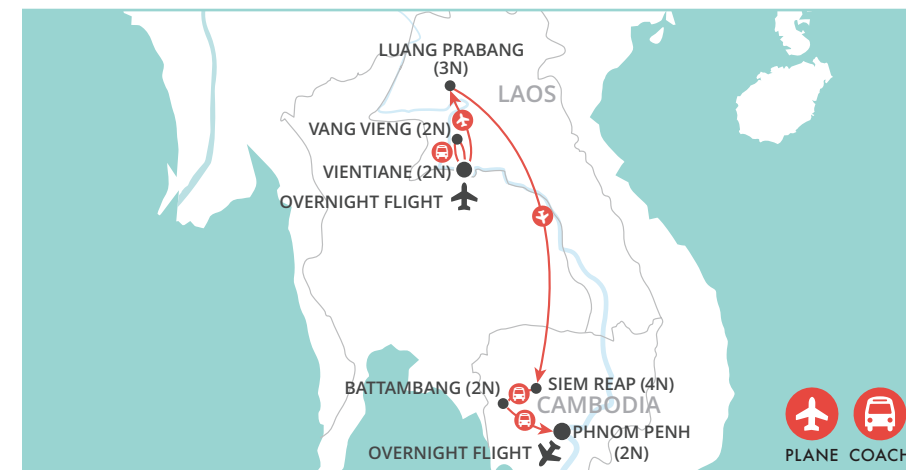 LUANG PRABANG
(3N)
LAOS
VANG VIENG (2N)
VIENTIANE (2N)
OVERNIGHT FLIGHT
BATTAMBANG (2N)
SIEM REAP (4N)
CAMBODIA
PHNOM PENH
(2N)
OVERNIGHT FLIGHT
PLANE COACH